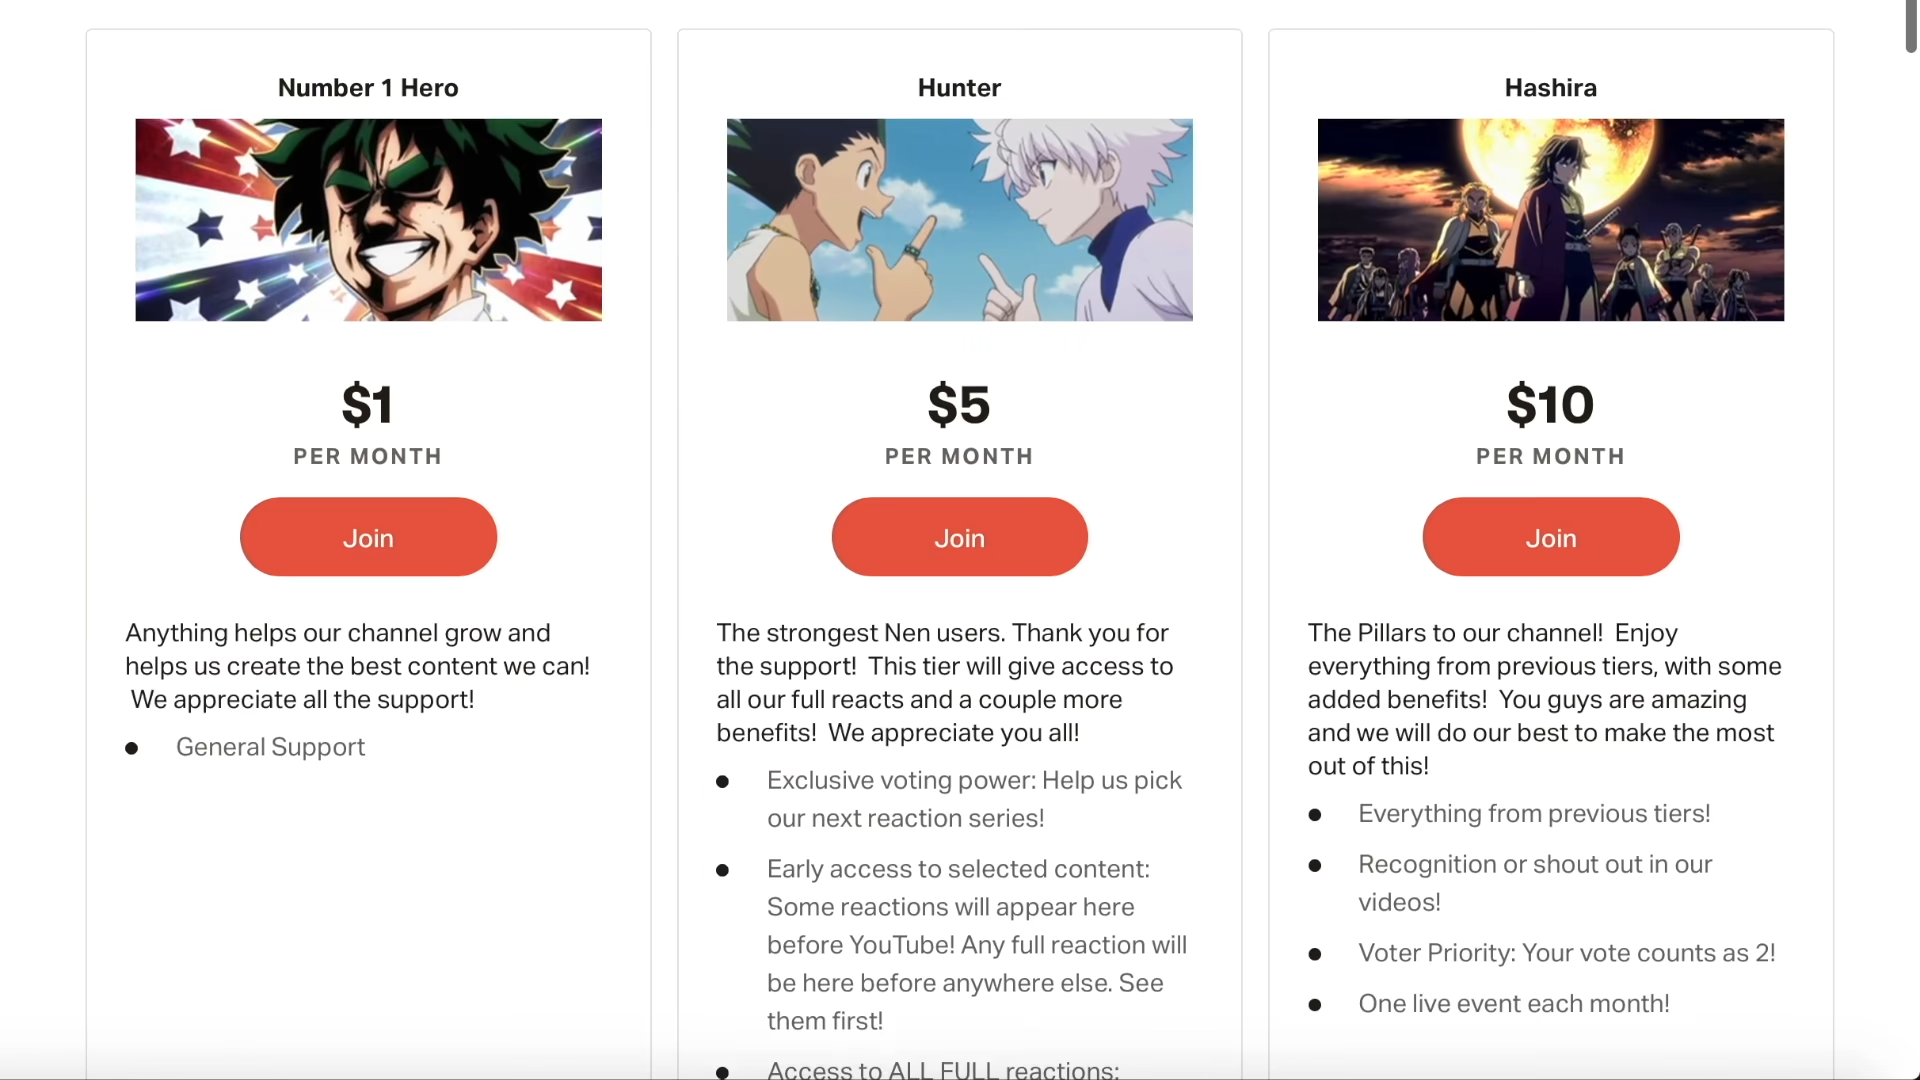 Number 1 Hero
$1
PER MONTH
Join
Anything helps our channel grow and
helps us create the best content we can!
We appreciate all the support!
General Support
Hunter
$5
PER MONTH
Join
The strongest Nen users. Thank you for
the support!  This tier will give access to
all our full reacts and a couple more
benefits!  We appreciate you all!
Exclusive voting power: Help us pick
our next reaction series!
Early access to selected content:
Some reactions will appear here
before YouTube! Any full reaction will
be here before anywhere else. See
them first!
Access to ALL FULL reactions:
Hashira
$10
PER MONTH
Join
The Pillars to our channel!  Enjoy
everything from previous tiers, with some
added benefits!  You guys are amazing
and we will do our best to make the most
out of this!
Everything from previous tiers!
Recognition or shout out in our
videos!
Voter Priority: Your vote counts as 2!
One live event each month!